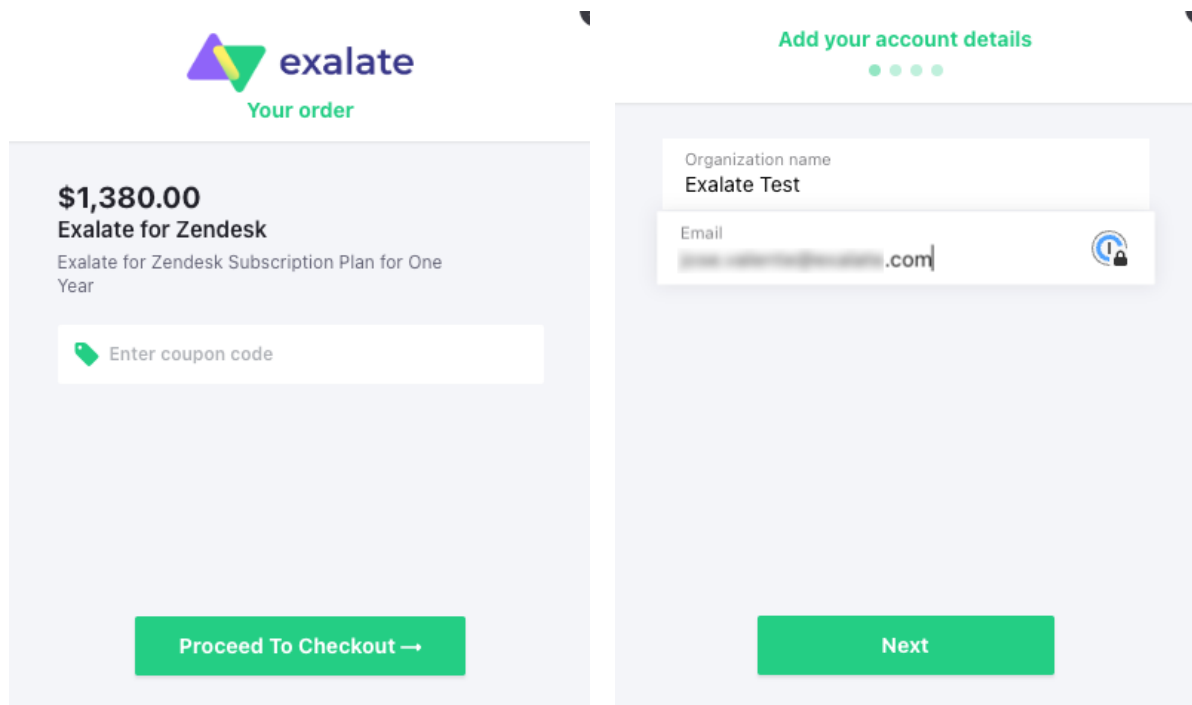 exalate
Your order
$1,380.00
Exalate for Zendesk
Exalate for Zendesk Subscription Plan for One
Year
Enter coupon code
Proceed To Checkout →
Add your account details
Organization name
Exalate Test
Email
.com
Next